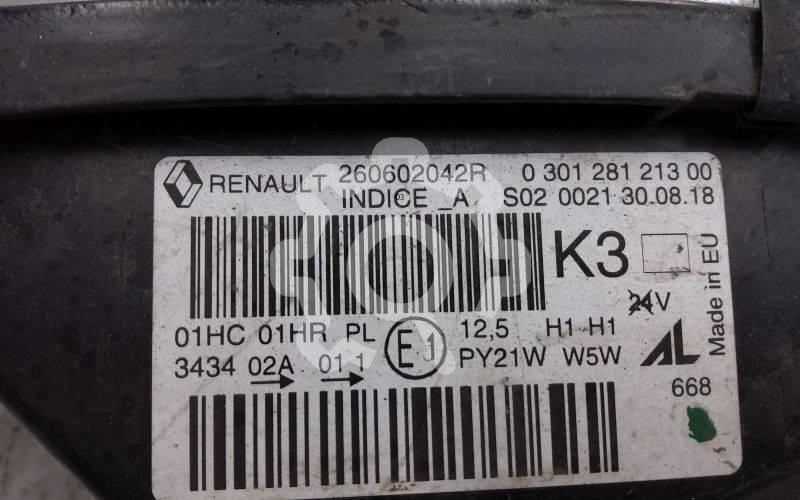 RENAULT 260602042R 0 301 281 213 00
INDICE _A S02 0021 30.08.18
K3
24V
01HC 01HR PL E1 12,5 H1 H1
3434 02A 01 1 PY21W W5W
AL
668
Made in EU